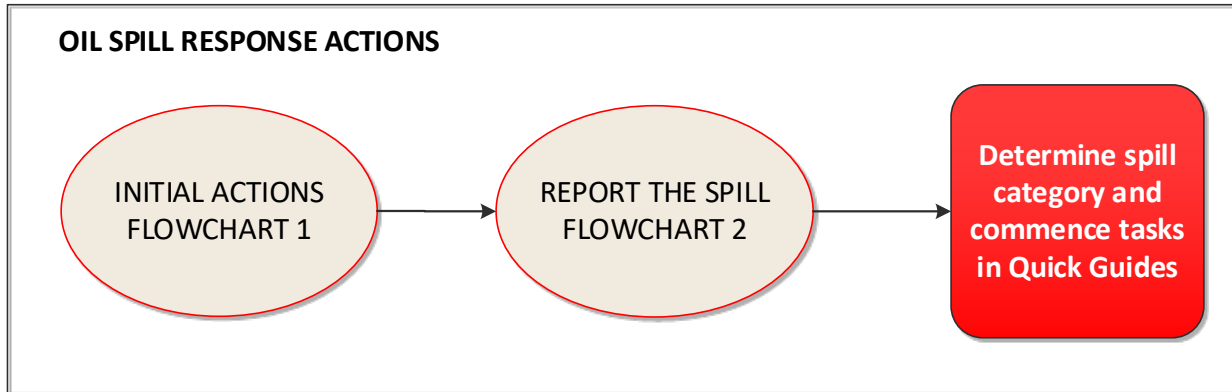 OIL SPILL RESPONSE ACTIONS
INITIAL ACTIONS
FLOWCHART 1
REPORT THE SPILL
FLOWCHART 2
Determine spill
category and
commence tasks
in Quick Guides